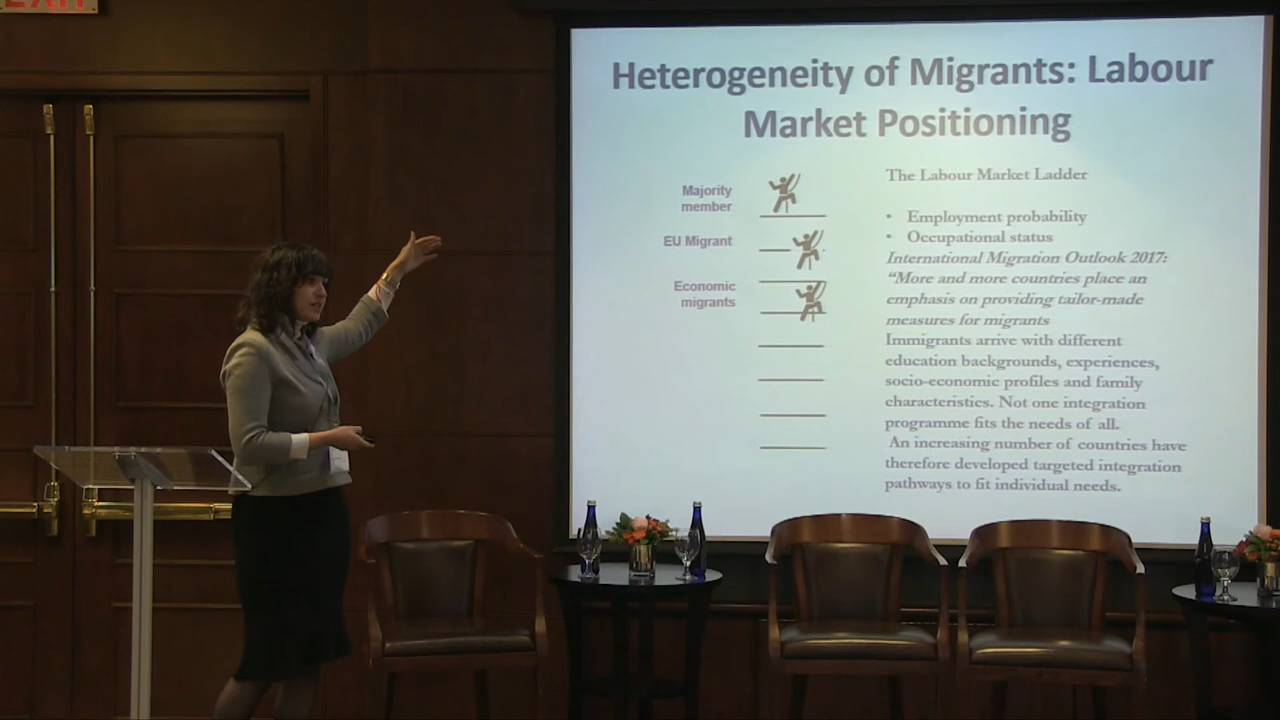 EXIT
Heterogeneity of Migrants: Labour
Market Positioning
Majority
member
EU Migrant
Economic
migrants
The Labour Market Ladder
• Employment probability
• Occupational status
International Migration Outlook 2017:
“More and more countries place an
emphasis on providing tailor-made
measures for migrants
Immigrants arrive with different
education backgrounds, experiences,
socio-economic profiles and family
characteristics. Not one integration
programme fits the needs of all.
An increasing number of countries have
therefore developed targeted integration
pathways to fit individual needs.